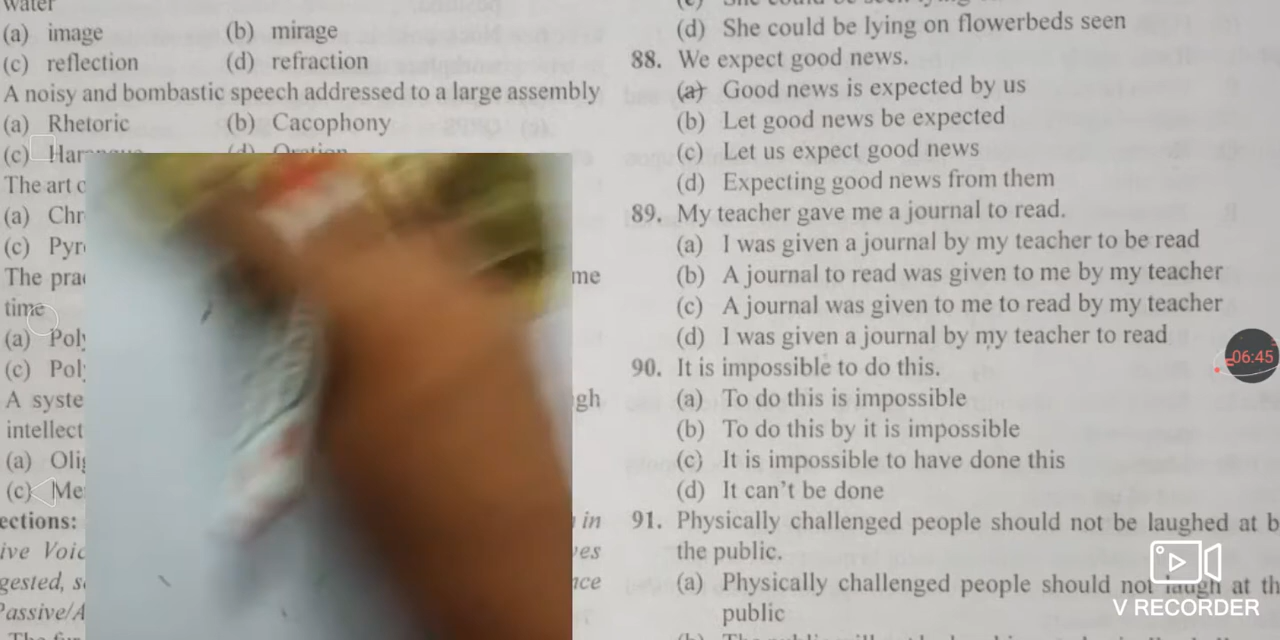 water
(a) image (b) mirage
(c) reflection (d) refraction
A noisy and bombastic speech addressed to a large assembly
(a) Rhetoric (b) Cacophony
(c) Harangue (d) Oration
The art
(a) Chr
(c) Pyr
The prac me
time
(a) Poly
(c) Poly
A syste gh
intellect
(a) Olig
(c) Me
ections: in
ive Voic ves
gested, s nce
Passive/A
(d) She could be lying on flowerbeds seen
88. We expect good news.
(a) Good news is expected by us
(b) Let good news be expected
(c) Let us expect good news
(d) Expecting good news from them
89. My teacher gave me a journal to read.
(a) I was given a journal by my teacher to be read
(b) A journal to read was given to me by my teacher
(c) A journal was given to me to read by my teacher
(d) I was given a journal by my teacher to read
90. It is impossible to do this.
(a) To do this is impossible
(b) To do this by it is impossible
(c) It is impossible to have done this
(d) It can't be done
91. Physically challenged people should not be laughed at b
the public.
(a) Physically challenged people should not laugh at th
public
06:45
V RECORDER